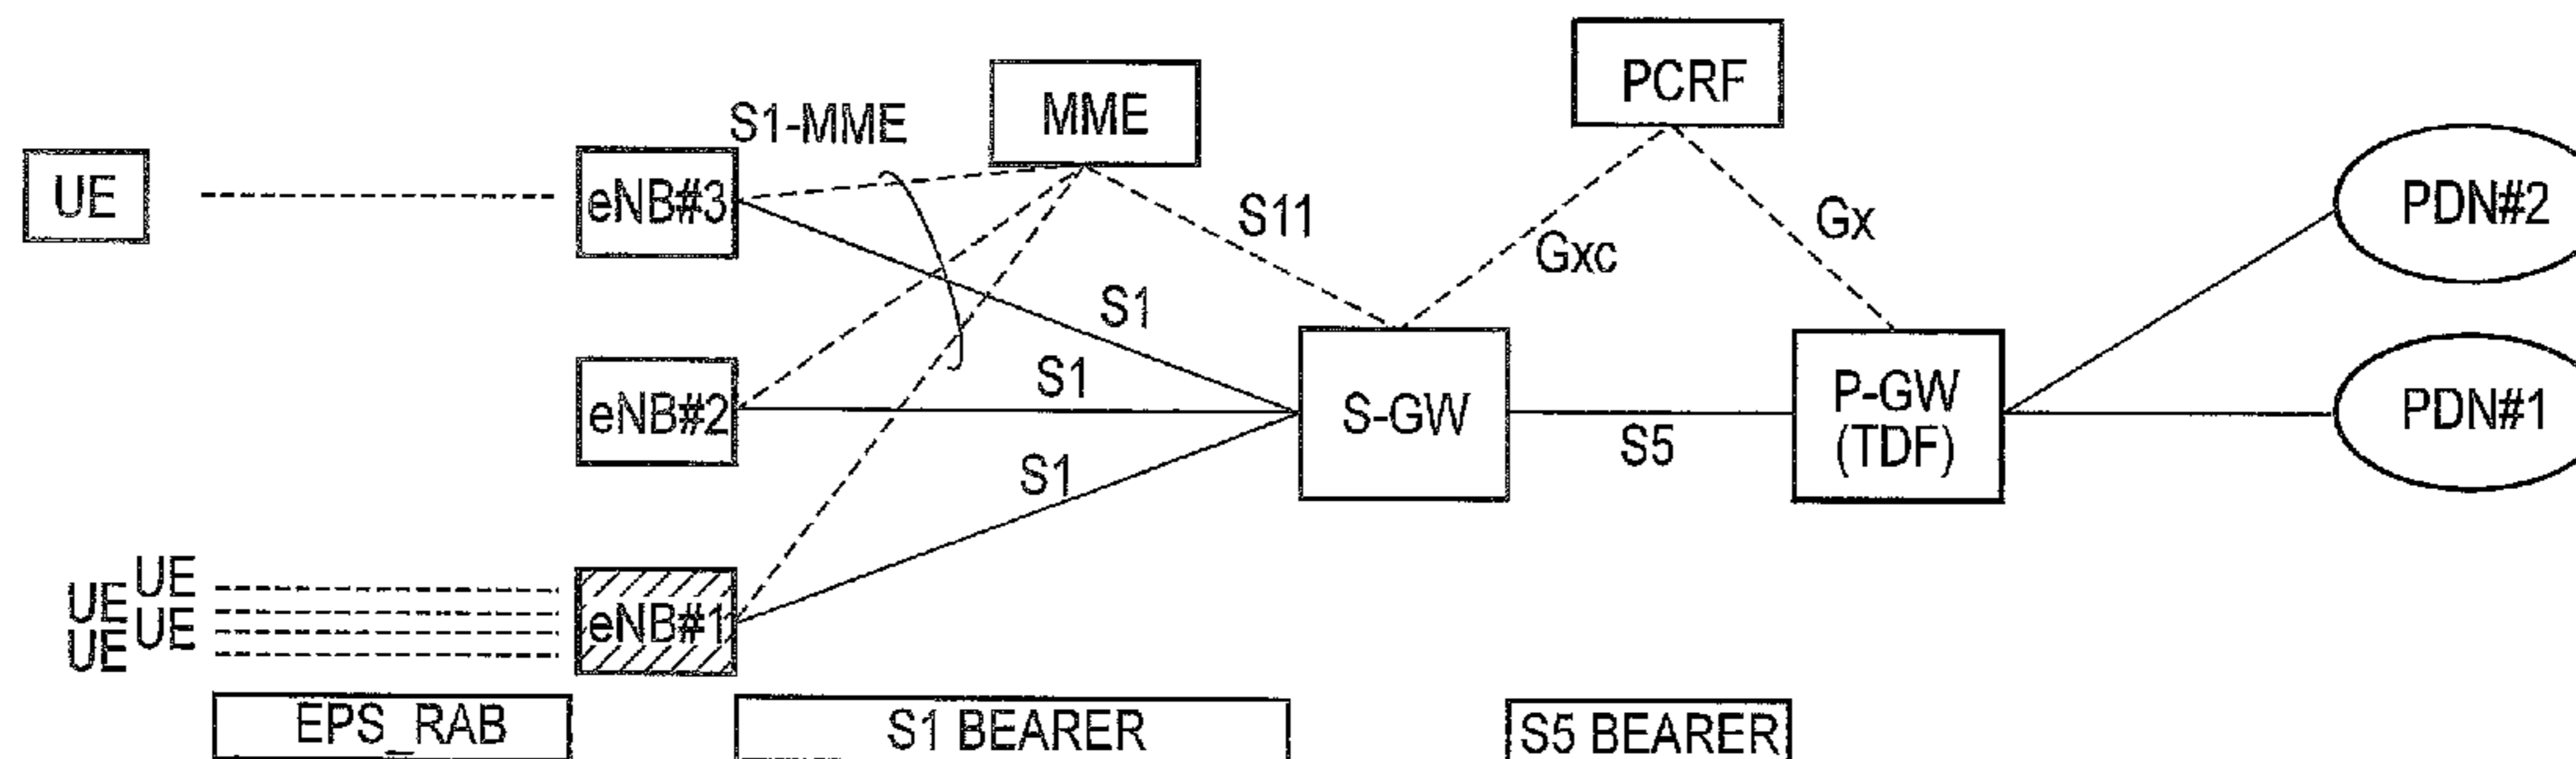 PCRF
MME
S1-MME
UE
eNB#3
PDN#2
S11
Gx
Gxc
S1
S1
eNB#2
S-GW
P-GW
(TDF)
PDN#1
S5
S1
UE
UE
UE
UE
eNB#1
EPS_RAB
S1 BEARER
S5 BEARER